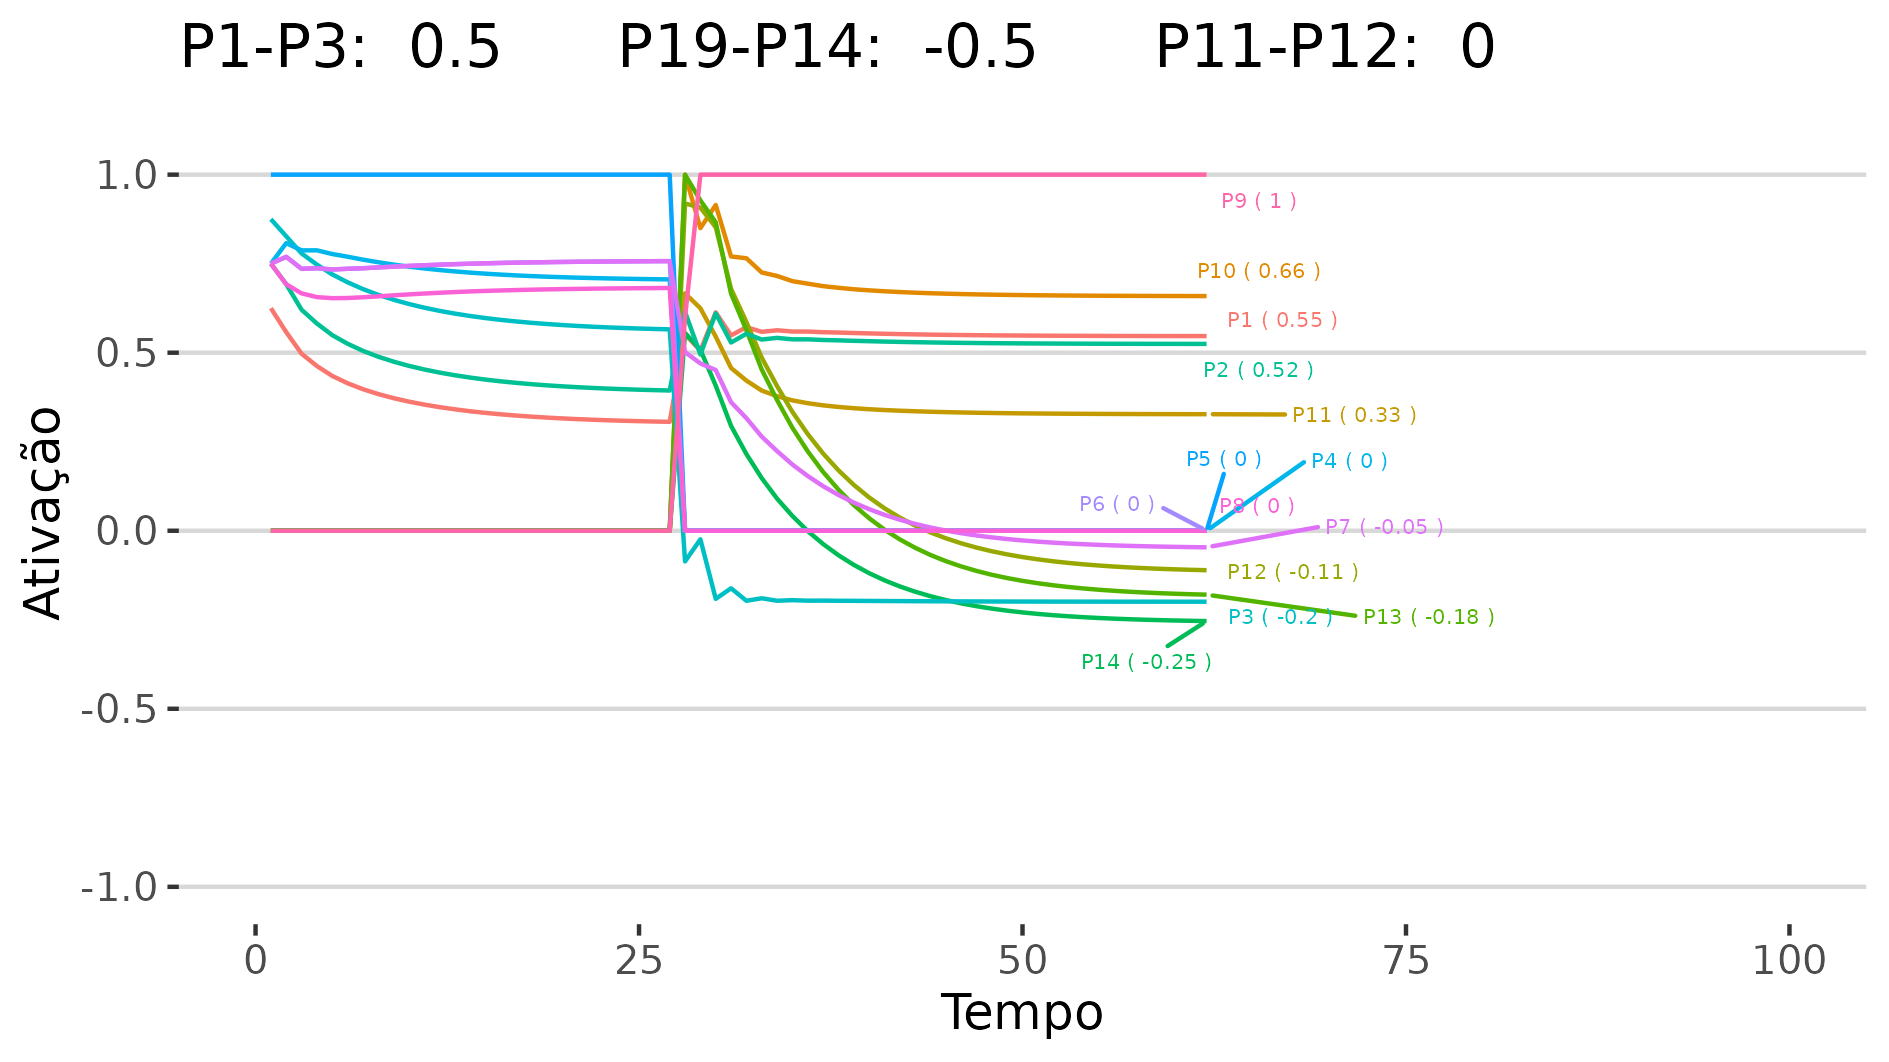 P1-P3: 0.5 P19-P14: -0.5 P11-P12: 0
1.0
0.5
0.0
-0.5
-1.0
Ativação
P9 ( 1 )
P10 ( 0.66 )
P1 ( 0.55 )
P2 ( 0.52 )
P11 ( 0.33 )
P5 ( 0 )
P4 ( 0 )
P6 ( 0 )
P8 ( 0 )
P7 ( -0.05 )
P12 ( -0.11 )
P3 ( -0.2 )
P13 ( -0.18 )
P14 ( -0.25 )
0 25 50 75 100
Tempo